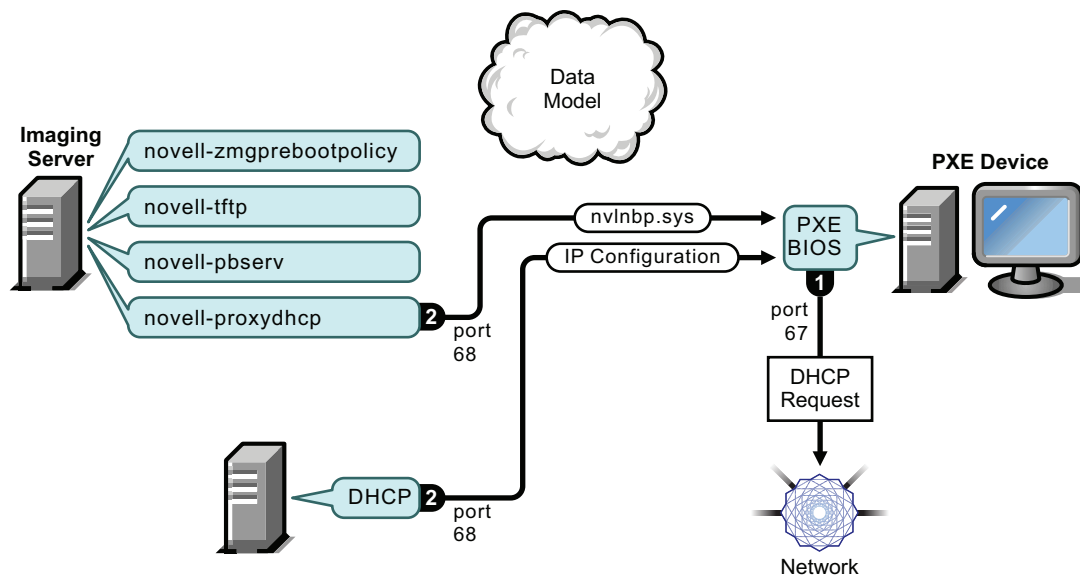 Data
Model
Imaging
Server
novell-zmgprebootpolicy
novell-tftp
novell-pbserv
novell-proxydhcp
2
port
68
nvlnbp.sys
IP Configuration
PXE
BIOS
1
port
67
PXE Device
DHCP
Request
Network
DHCP
2
port
68